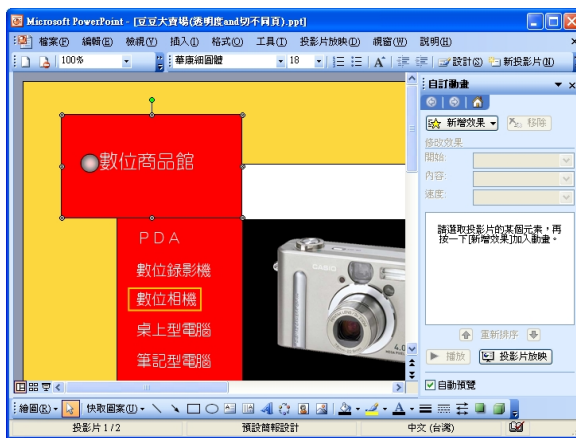 Microsoft PowerPoint - [豆豆大賣場(透明度and切不同頁).ppt]
檔案(F) 編輯(E) 檢視(V) 插入(I) 格式(O) 工具(T) 投影片放映(D) 視窗(W) 說明(H)
100% 華康細圓體 18 設計(S) 新投影片(N)
自訂動畫
新增效果 移除
修改效果
開始:
內容:
速度:
請選取投影片的某個元素，再
按一下[新增效果]加入動畫。
重新排序
播放 投影片放映
自動預覽
數位商品館
PDA
數位錄影機
數位相機
桌上型電腦
筆記型電腦
CASIO
4.0
繪圖(R) 快取圖案(U)
投影片 1 / 2 預設簡報設計 中文 (台灣)